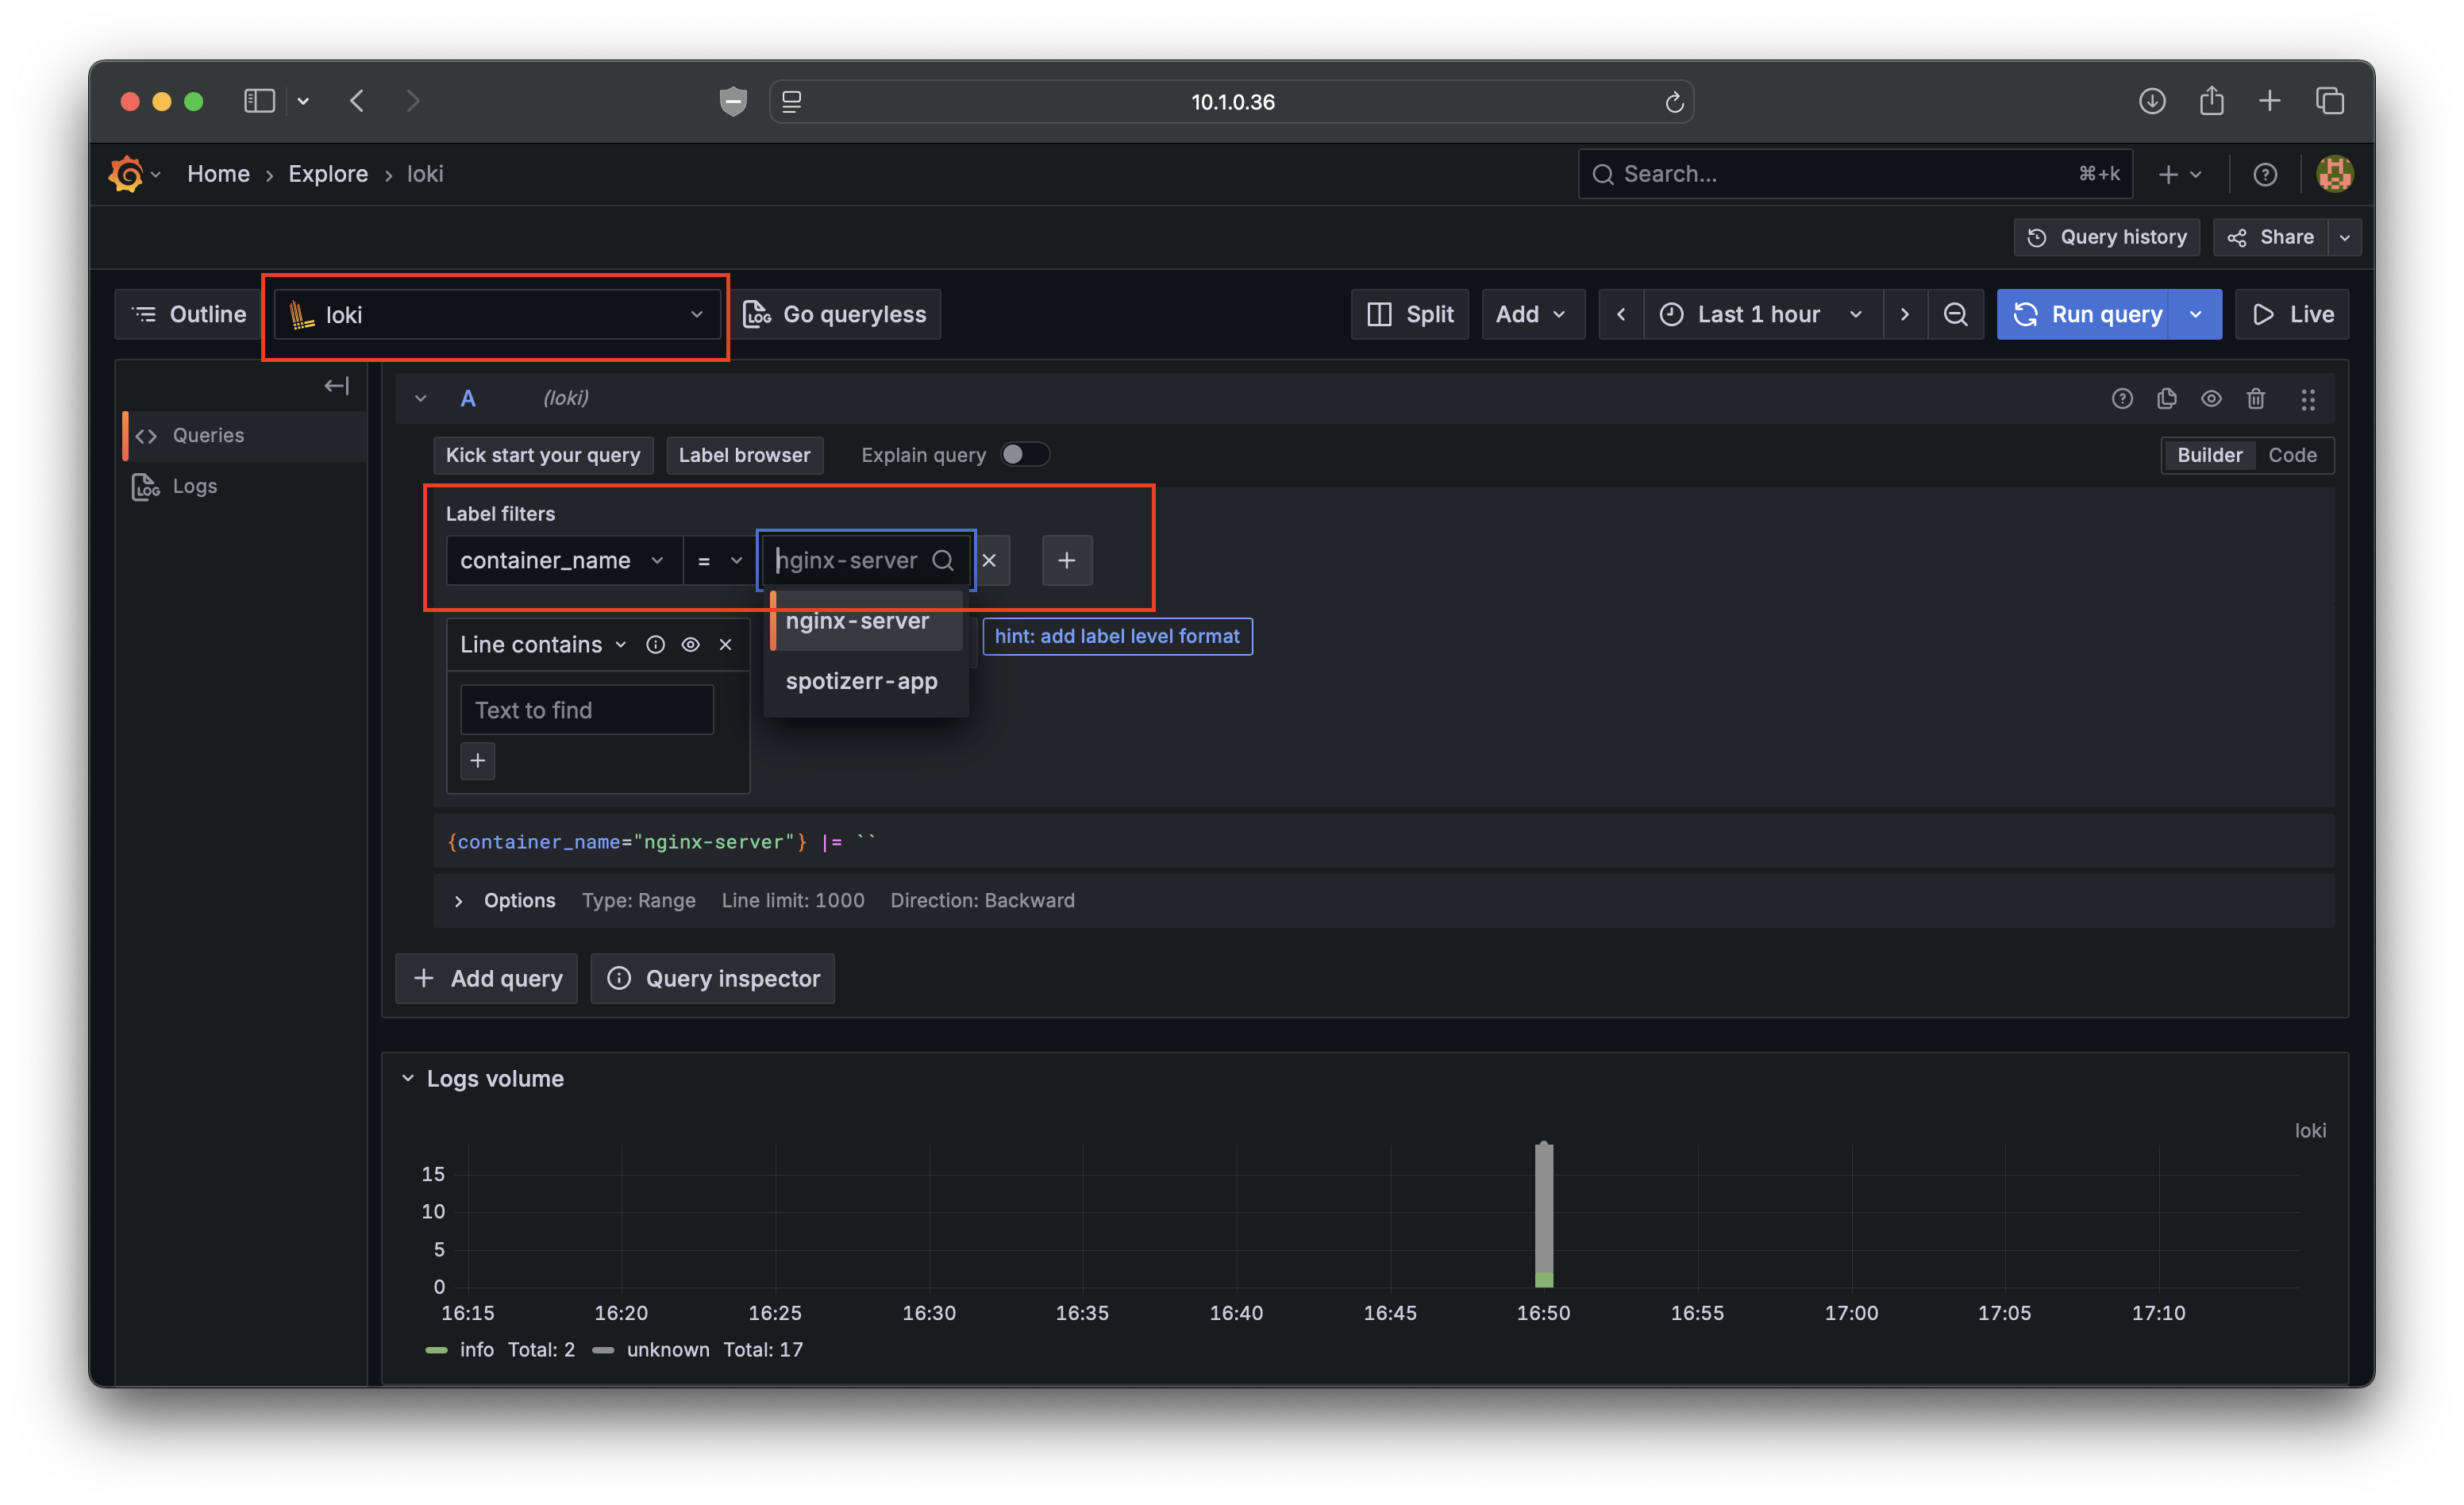 10.1.0.36
Home › Explore › loki
Search... ⌘+k
Query history Share
Outline loki Go queryless Split Add Last 1 hour Run query Live
A (loki)
Queries
Logs
Kick start your query Label browser Explain query Builder Code
Label filters
container_name = nginx-server
nginx-server
spotizerr-app
Line contains
hint: add label level format
Text to find
{container_name="nginx-server"} |= ``
Options Type: Range Line limit: 1000 Direction: Backward
Add query Query inspector
Logs volume
loki
15
10
5
0
16:15 16:20 16:25 16:30 16:35 16:40 16:45 16:50 16:55 17:00 17:05 17:10
info Total: 2 unknown Total: 17